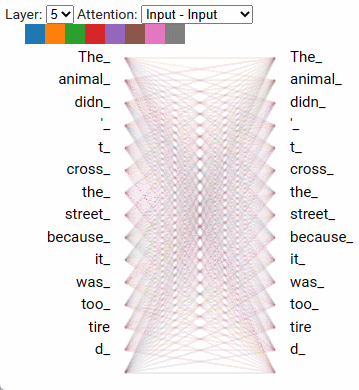 Layer: 5 Attention: Input - Input
The_ The_
animal_ animal_
didn_ didn_
'_ '_
t_ t_
cross_ cross_
the_ the_
street_ street_
because_ because_
it_ it_
was_ was_
too_ too_
tire tire
d_ d_